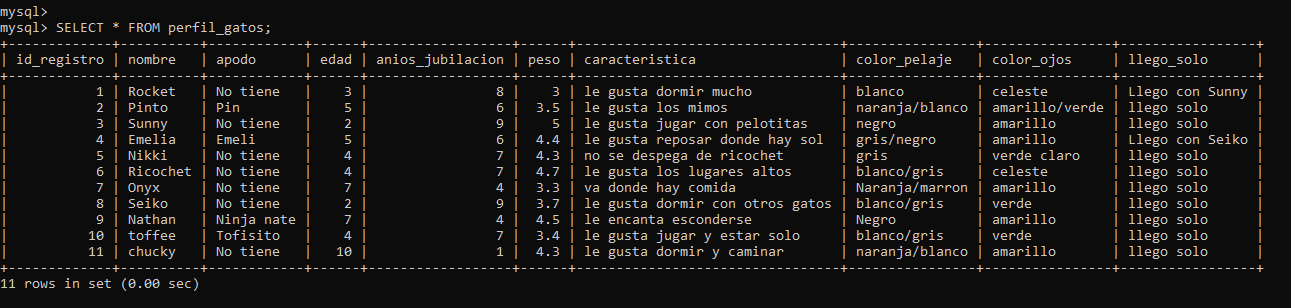 mysql>
mysql> SELECT * FROM perfil_gatos;
+-------------+----------+------------+------+------------------+------+--------------------------------+----------------+----------------+------------------+
| id_registro | nombre   | apodo      | edad | anios_jubilacion | peso | caracteristica                 | color_pelaje   | color_ojos     | llego_solo       |
+-------------+----------+------------+------+------------------+------+--------------------------------+----------------+----------------+------------------+
|           1 | Rocket   | No tiene   |    3 |                8 |    3 | le gusta dormir mucho          | blanco         | celeste        | Llego con Sunny |
|           2 | Pinto    | Pin        |    5 |                6 |  3.5 | le gusta los mimos             | naranja/blanco | amarillo/verde | llego solo       |
|           3 | Sunny    | No tiene   |    2 |                9 |    5 | le gusta jugar con pelotitas   | negro          | amarillo       | llego solo       |
|           4 | Emelia   | Emeli      |    5 |                6 |  4.4 | le gusta reposar donde hay sol | gris/negro     | amarillo       | Llego con Seiko |
|           5 | Nikki    | No tiene   |    4 |                7 |  4.3 | no se despega de ricochet      | gris           | verde claro    | llego solo       |
|           6 | Ricochet | No tiene   |    4 |                7 |  4.7 | le gusta los lugares altos     | blanco/gris    | celeste        | llego solo       |
|           7 | Onyx     | No tiene   |    7 |                4 |  3.3 | va donde hay comida            | Naranja/marron | amarillo       | llego solo       |
|           8 | Seiko    | No tiene   |    2 |                9 |  3.7 | le gusta dormir con otros gatos | blanco/gris    | verde          | llego solo       |
|           9 | Nathan   | Ninja nate |    7 |                4 |  4.5 | le encanta esconderse          | Negro          | amarillo       | llego solo       |
|          10 | toffee   | Tofisito   |    4 |                7 |  3.4 | le gusta jugar y estar solo    | blanco/gris    | verde          | llego solo       |
|          11 | chucky   | No tiene   |   10 |                1 |  4.3 | le gusta dormir y caminar      | naranja/blanco | amarillo       | llego solo       |
+-------------+----------+------------+------+------------------+------+--------------------------------+----------------+----------------+------------------+
11 rows in set (0.00 sec)